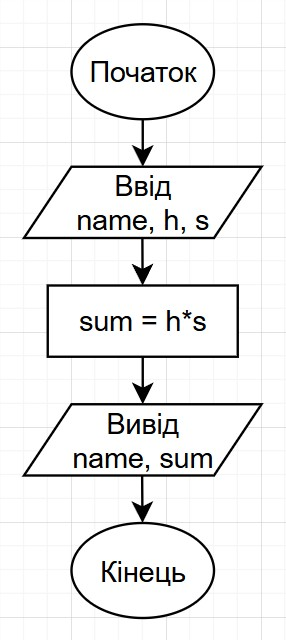 Початок
Ввід
name, h, s
sum = h*s
Вивід
name, sum
Кінець